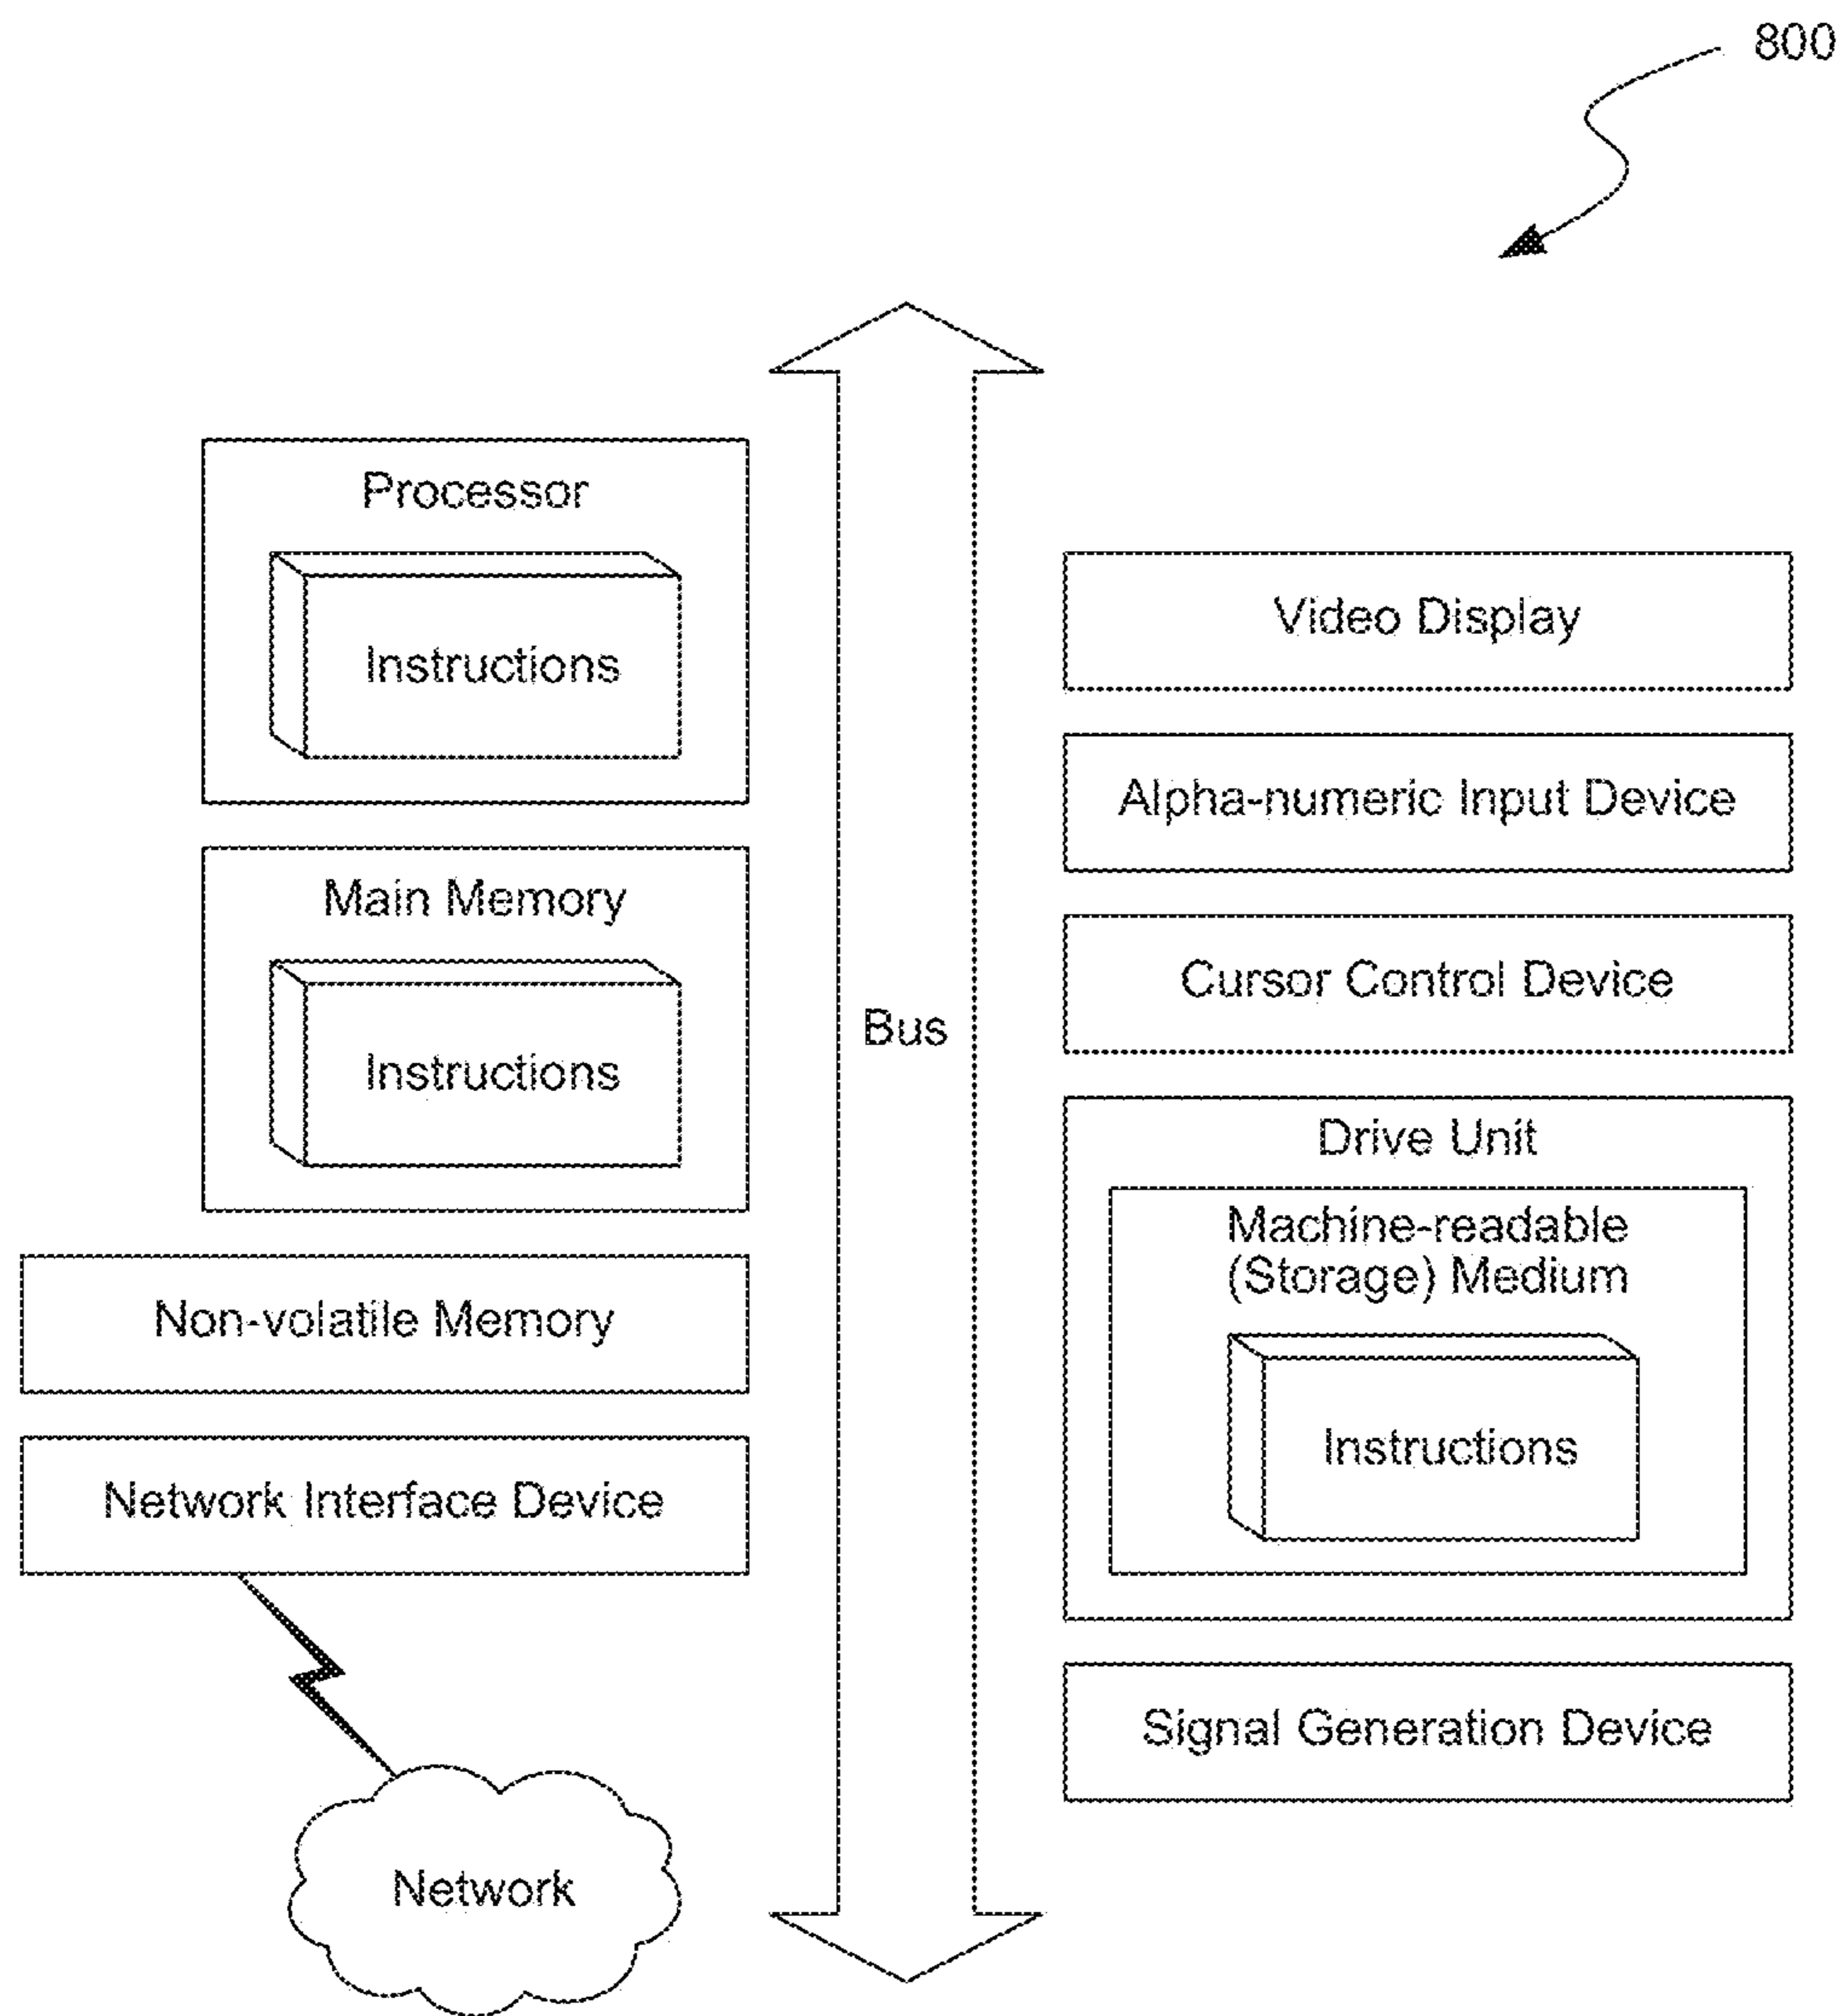 800
Processor
Instructions
Main Memory
Instructions
Non-volatile Memory
Network Interface Device
Network
Bus
Video Display
Alpha-numeric Input Device
Cursor Control Device
Drive Unit
Machine-readable
(Storage) Medium
Instructions
Signal Generation Device